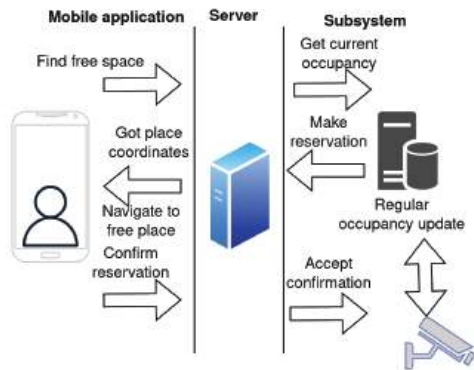 Mobile application
Server
Subsystem
Find free space
Get current
occupancy
Got place
coordinates
Make
reservation
Navigate to
free place
Regular
occupancy update
Confirm
reservation
Accept
confirmation